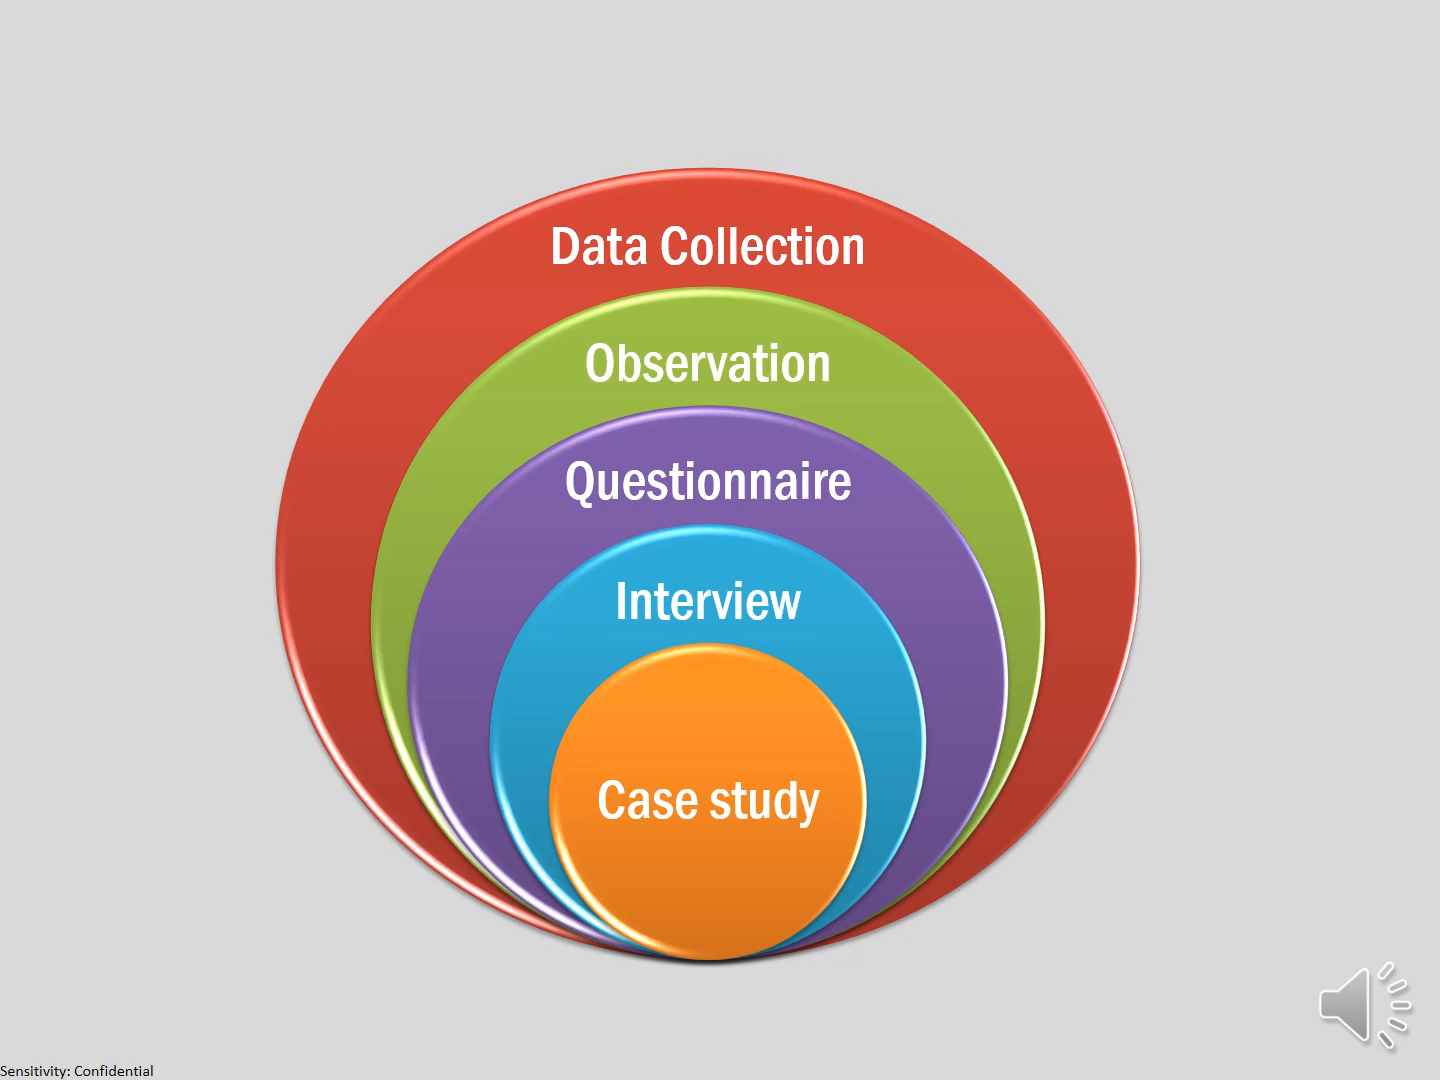 Data Collection
Observation
Questionnaire
Interview
Case study
Sensitivity: Confidential